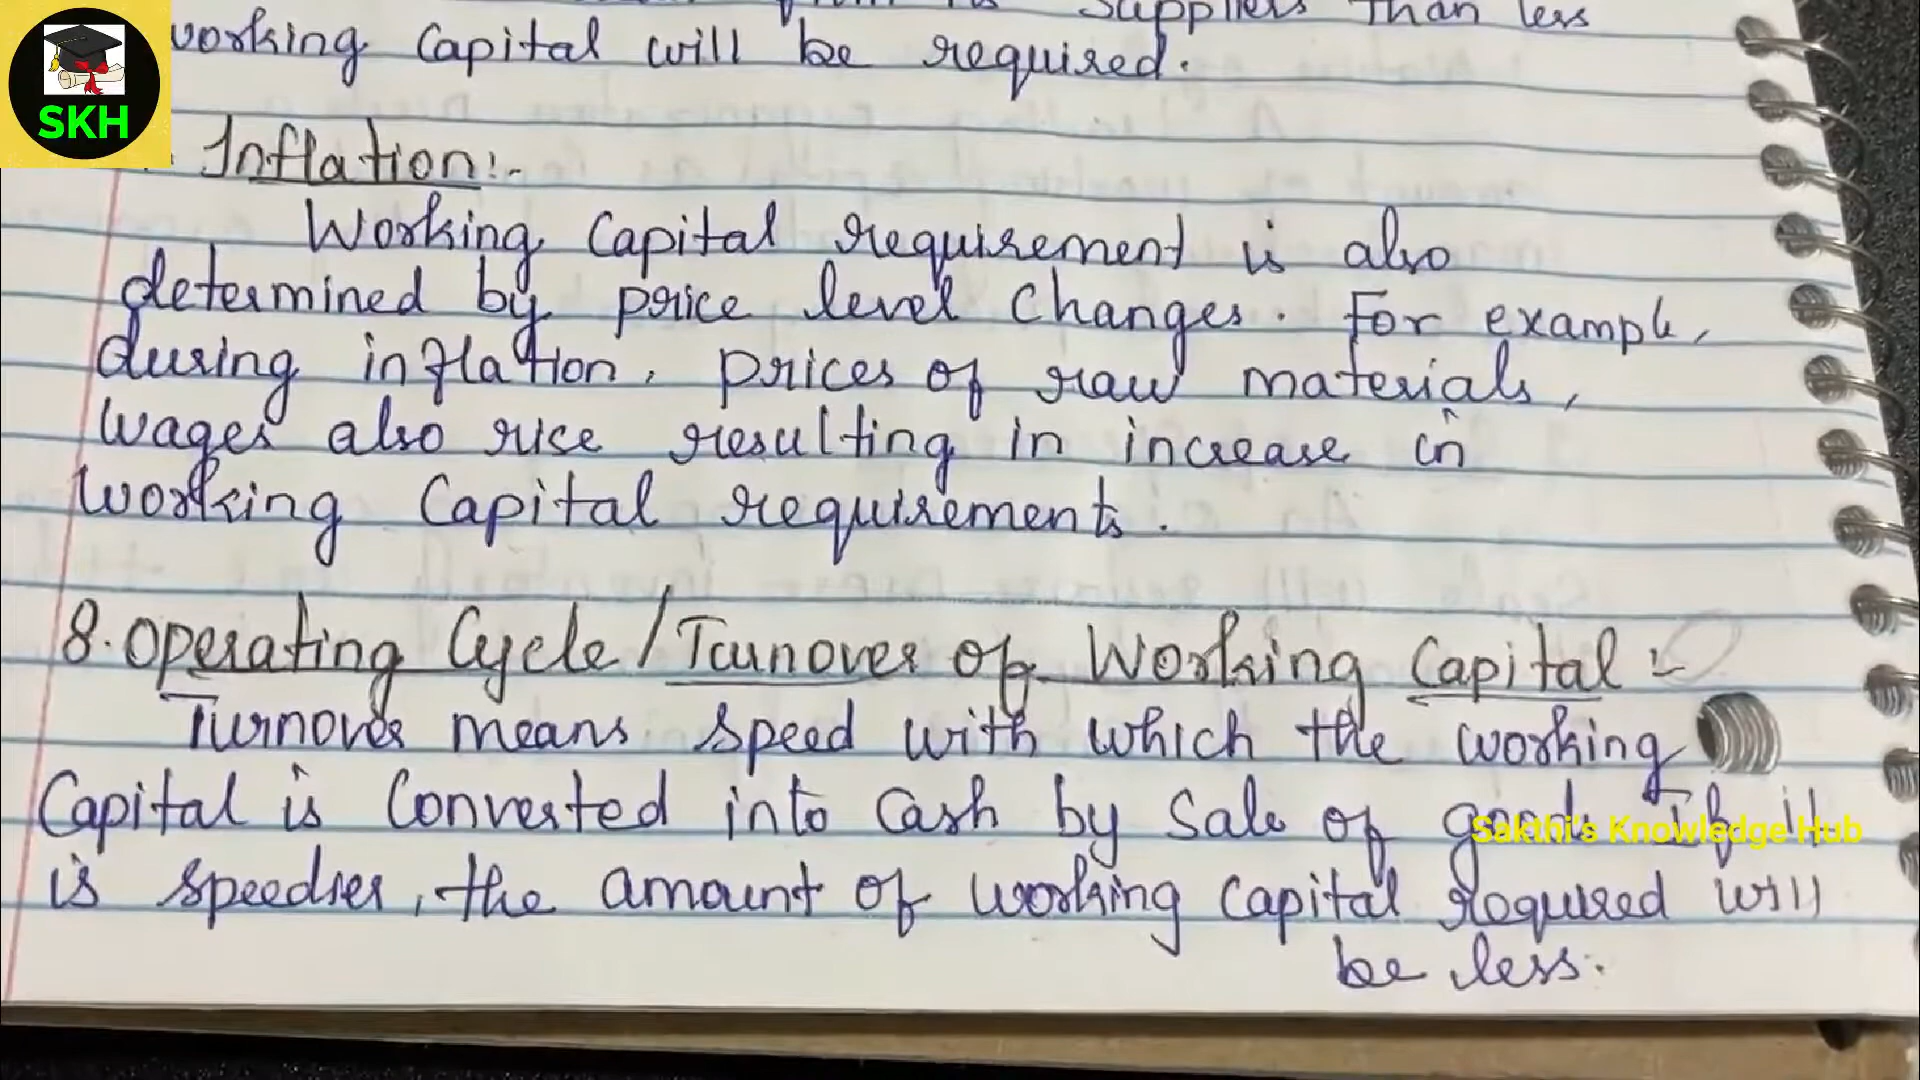 Suppliers than less
working Capital will be required.
SKH
Inflation:-
Working Capital requirement is also
determined by price level changes. For example,
during inflation, prices of raw materials,
wages also rise resulting in increase in
working Capital requirements.
8. Operating Cycle/Turnover of Working Capital :-
Turnover means speed with which the working
Capital is Converted into Cash by Sale of goods. If it
Sakthi's Knowledge Hub
is speedier, the amount of working capital required will
be less.